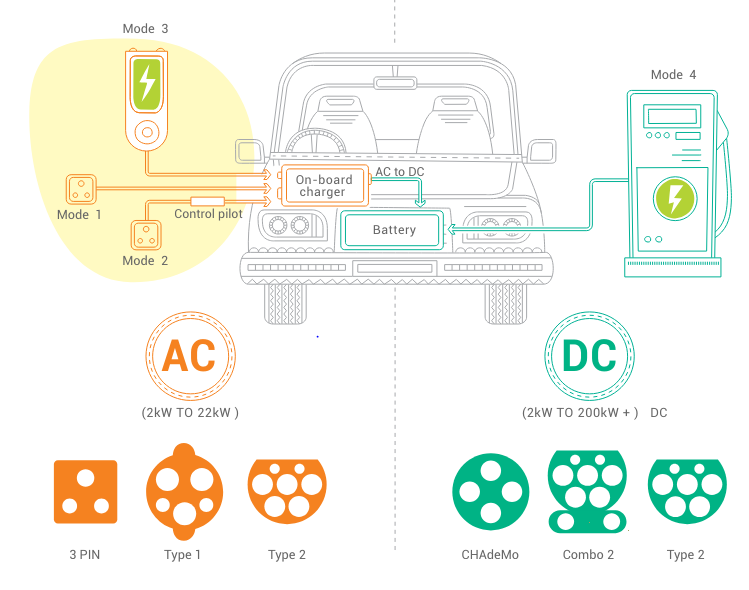 Mode 3
Mode 4
On-board
charger
AC to DC
Mode 1
Control pilot
Battery
Mode 2
AC
DC
(2kW TO 22kW )
(2kW TO 200kW + ) DC
3 PIN
Type 1
Type 2
CHAdeMo
Combo 2
Type 2